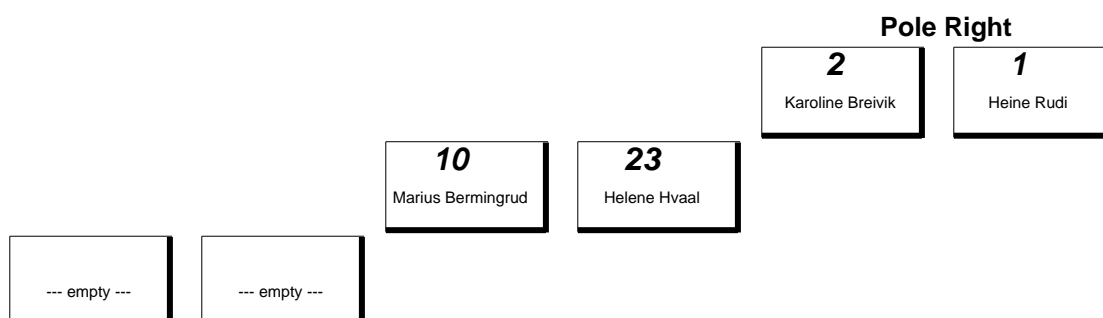 Pole Right
2
Karoline Breivik
1
Heine Rudi
10
Marius Bermingrud
23
Helene Hvaal
--- empty ---
--- empty ---